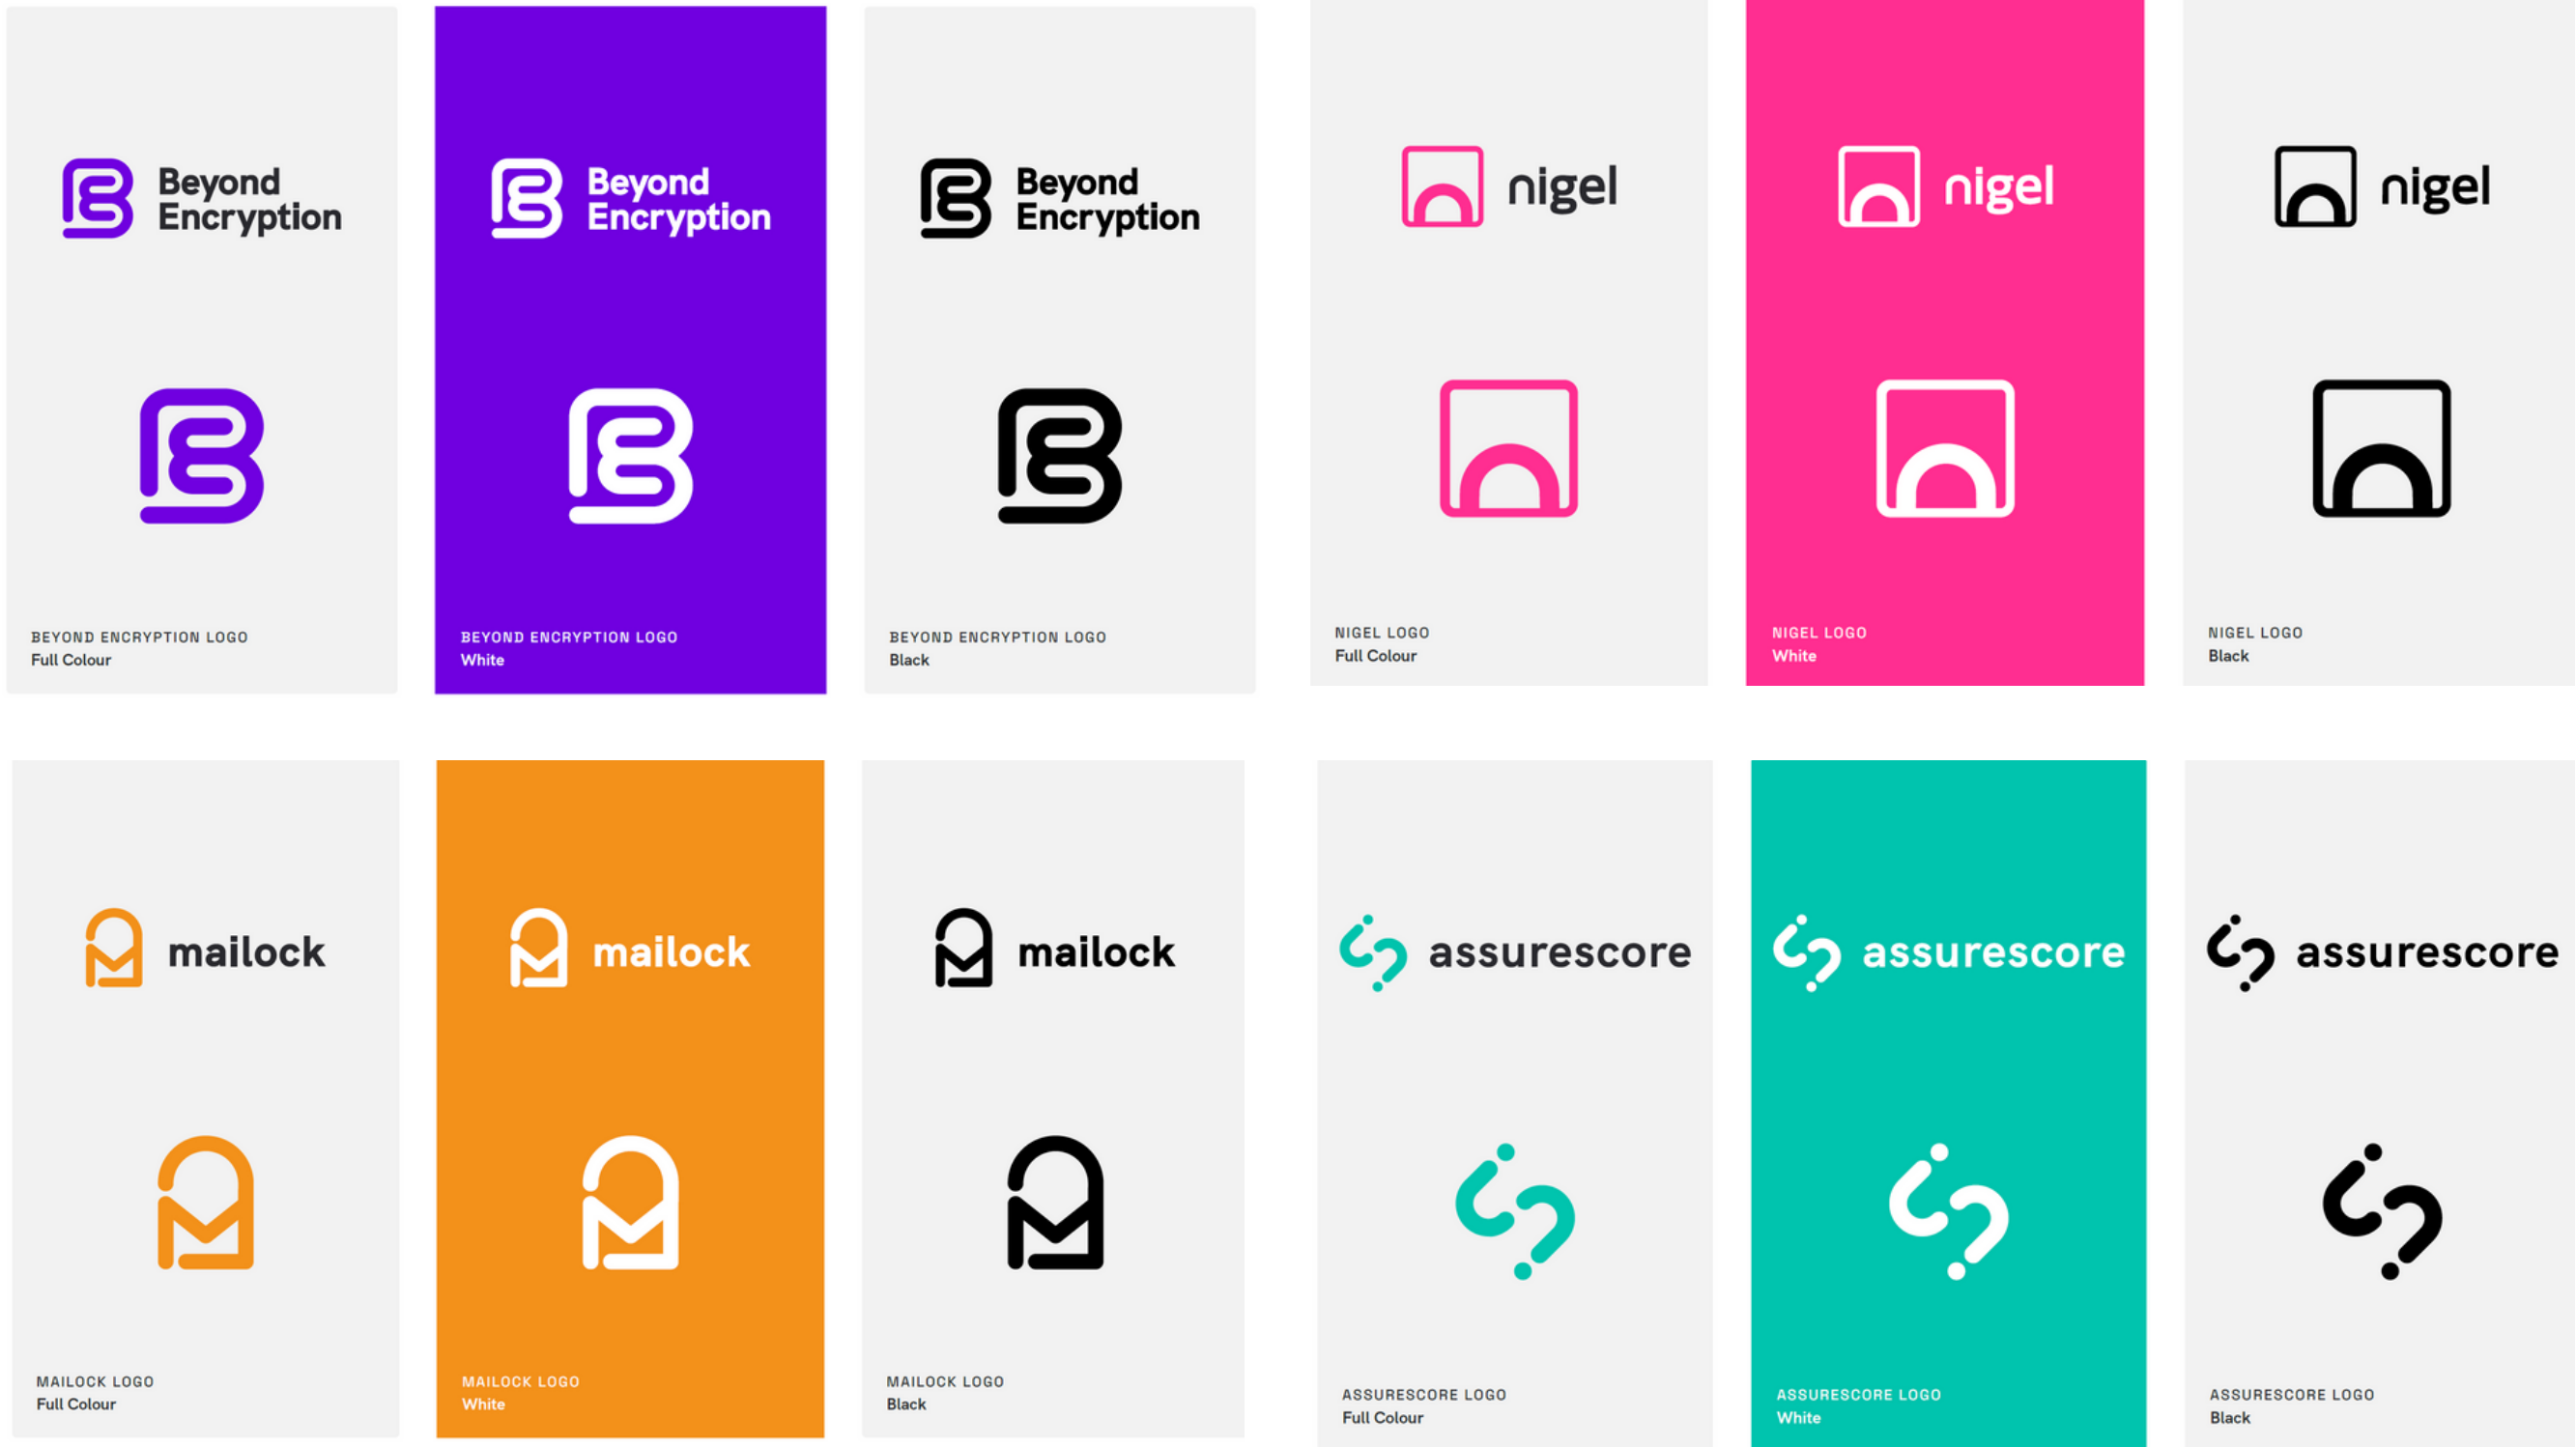 Beyond
Encryption
BEYOND ENCRYPTION LOGO
Full Colour
Beyond
Encryption
BEYOND ENCRYPTION LOGO
White
Beyond
Encryption
BEYOND ENCRYPTION LOGO
Black
nigel
NIGEL LOGO
Full Colour
nigel
NIGEL LOGO
White
nigel
NIGEL LOGO
Black
mailock
MAILOCK LOGO
Full Colour
mailock
MAILOCK LOGO
White
mailock
MAILOCK LOGO
Black
assurescore
ASSURESCORE LOGO
Full Colour
assurescore
ASSURESCORE LOGO
White
assurescore
ASSURESCORE LOGO
Black